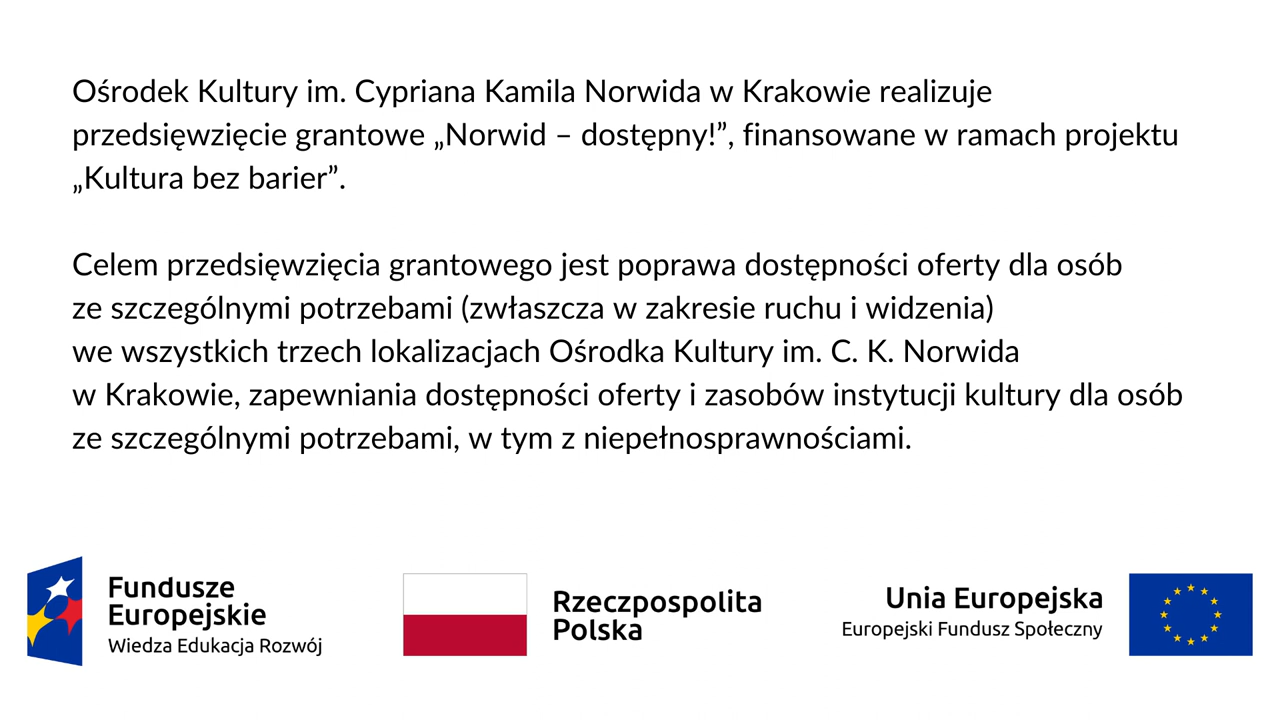 Ośrodek Kultury im. Cypriana Kamila Norwida w Krakowie realizuje
przedsięwzięcie grantowe „Norwid – dostępny!”, finansowane w ramach projektu
„Kultura bez barier”.
Celem przedsięwzięcia grantowego jest poprawa dostępności oferty dla osób
ze szczególnymi potrzebami (zwłaszcza w zakresie ruchu i widzenia)
we wszystkich trzech lokalizacjach Ośrodka Kultury im. C. K. Norwida
w Krakowie, zapewniania dostępności oferty i zasobów instytucji kultury dla osób
ze szczególnymi potrzebami, w tym z niepełnosprawnościami.
Fundusze
Europejskie
Wiedza Edukacja Rozwój
Rzeczpospolita
Polska
Unia Europejska
Europejski Fundusz Społeczny